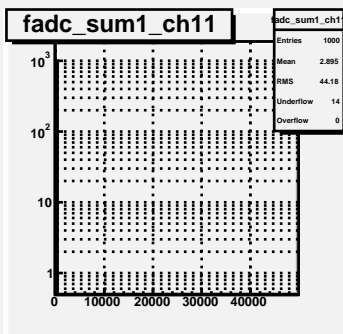 fadc_sum1_ch11
fadc_sum1_ch11
Entries 1000
Mean 2.895
RMS 44.18
Underflow 14
Overflow 0
10³
10²
10
1
0 10000 20000 30000 40000